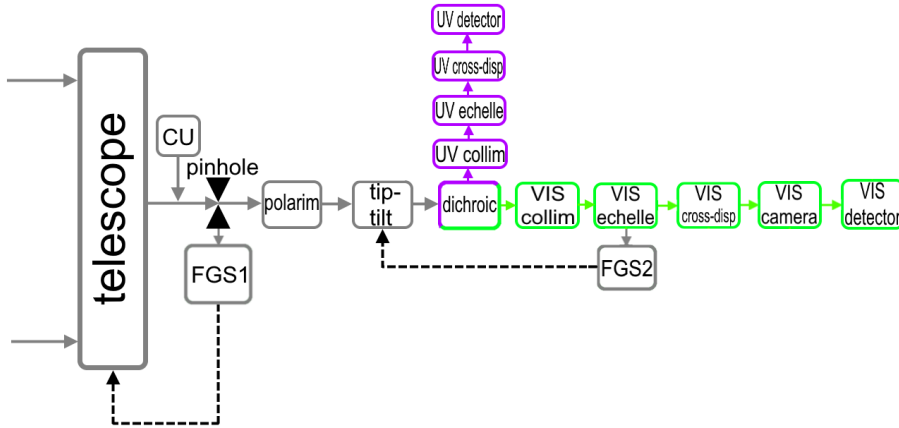 UV detector
UV cross-disp
UV echelle
UV collim
telescope
CU
pinhole
polarim
tip-
tilt
dichroic
VIS
collim
VIS
echelle
VIS
cross-disp
VIS
camera
VIS
detector
FGS1
FGS2